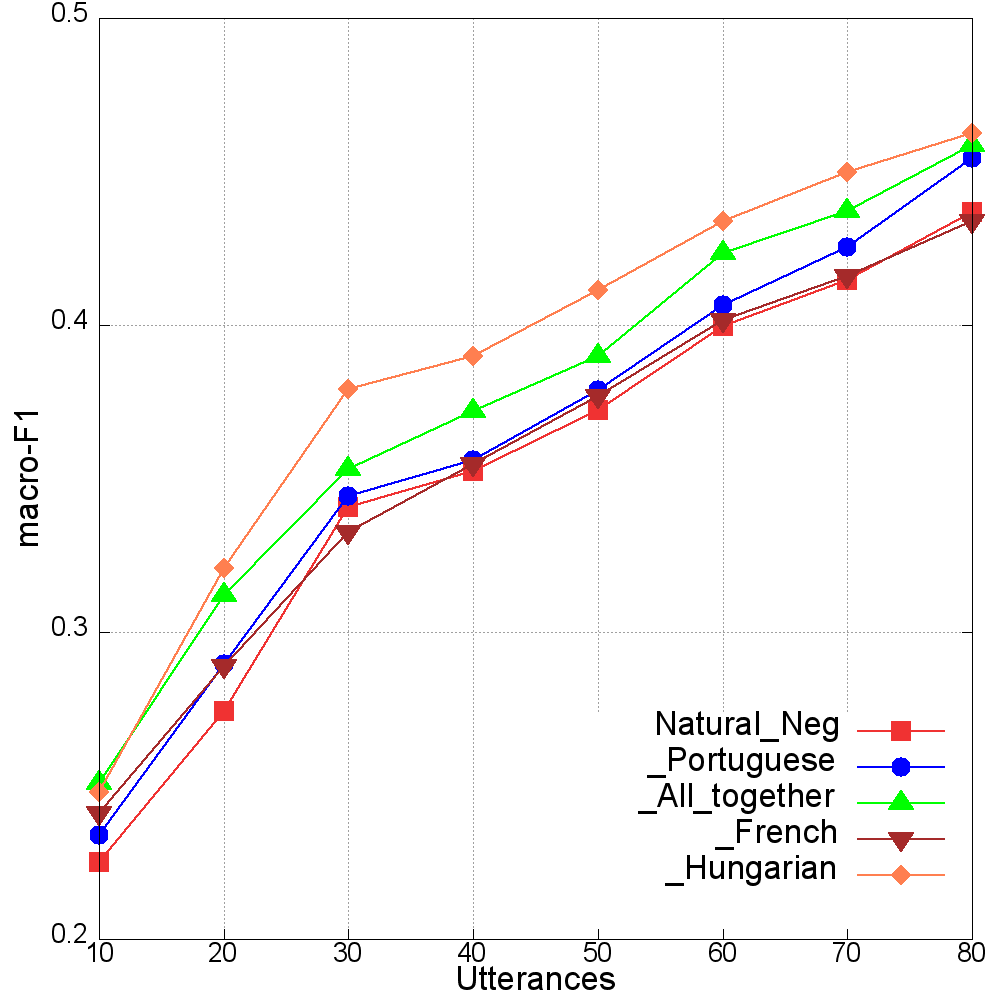 0.5
0.4
0.3
0.2
macro-F1
Natural_Neg
_Portuguese
_All_together
_French
_Hungarian
10 20 30 40 50 60 70 80
Utterances